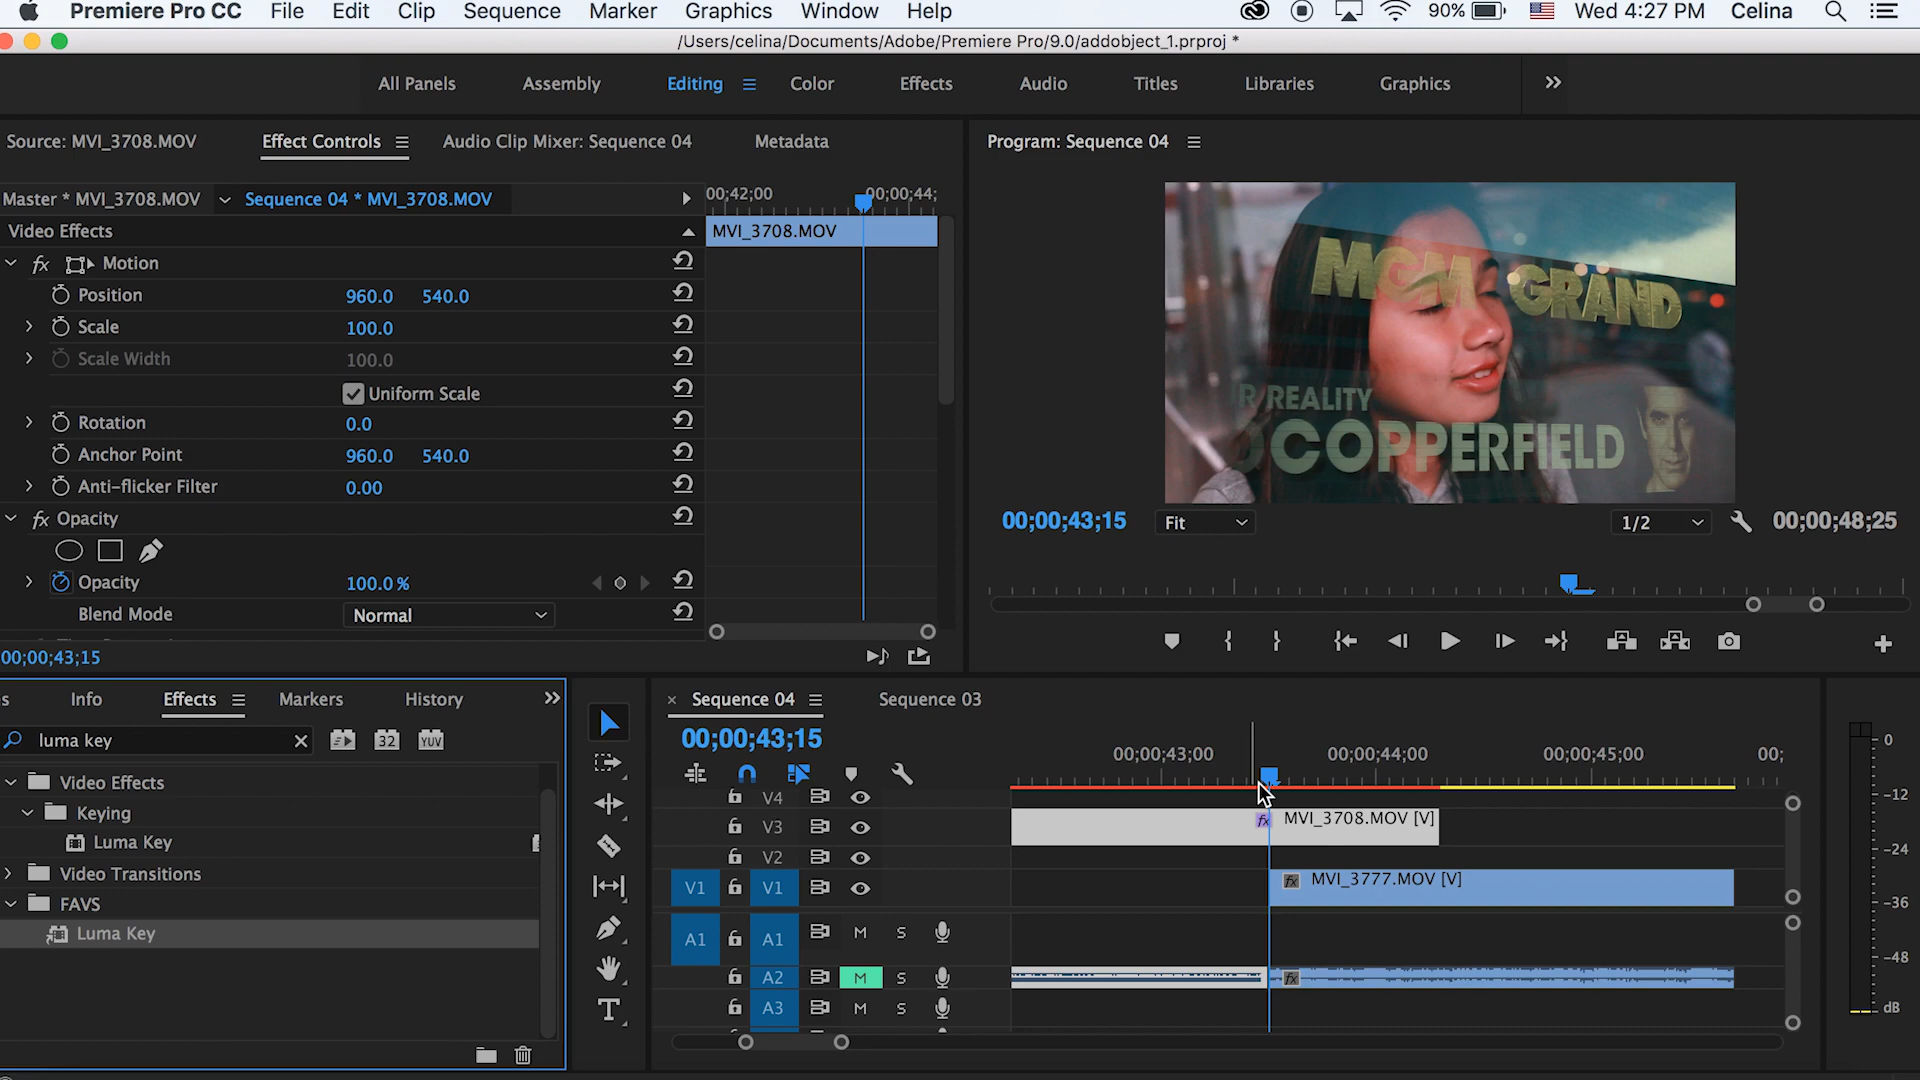 Premiere Pro CC File Edit Clip Sequence Marker Graphics Window Help 90% Wed 4:27 PM Celina
/Users/celina/Documents/Adobe/Premiere Pro/9.0/addobject_1.prproj *
All Panels Assembly Editing Color Effects Audio Titles Libraries Graphics
Source: MVI_3708.MOV Effect Controls Audio Clip Mixer: Sequence 04 Metadata
Master * MVI_3708.MOV Sequence 04 * MVI_3708.MOV
00;42;00 00;00;44;
Video Effects
MVI_3708.MOV
fx Motion
Position 960.0 540.0
Scale 100.0
Scale Width 100.0
Uniform Scale
Rotation 0.0
Anchor Point 960.0 540.0
Anti-flicker Filter 0.00
fx Opacity
Opacity 100.0 %
Blend Mode Normal
00;00;43;15
Program: Sequence 04
MGM GRAND
R REALITY
COPPERFIELD
00;00;43;15 Fit 1/2 00;00;48;25
s Info Effects Markers History
luma key 32 YUV
Video Effects
Keying
Luma Key
Video Transitions
FAVS
Luma Key
T
Sequence 04 Sequence 03
00;00;43;15
00;00;43;00 00;00;44;00 00;00;45;00 00;
V4
V3 fx MVI_3708.MOV [V]
V2
V1 V1 fx MVI_3777.MOV [V]
A1 A1 M S
A2 M S fx
A3 M S
0
-12
-24
-36
-48
dB